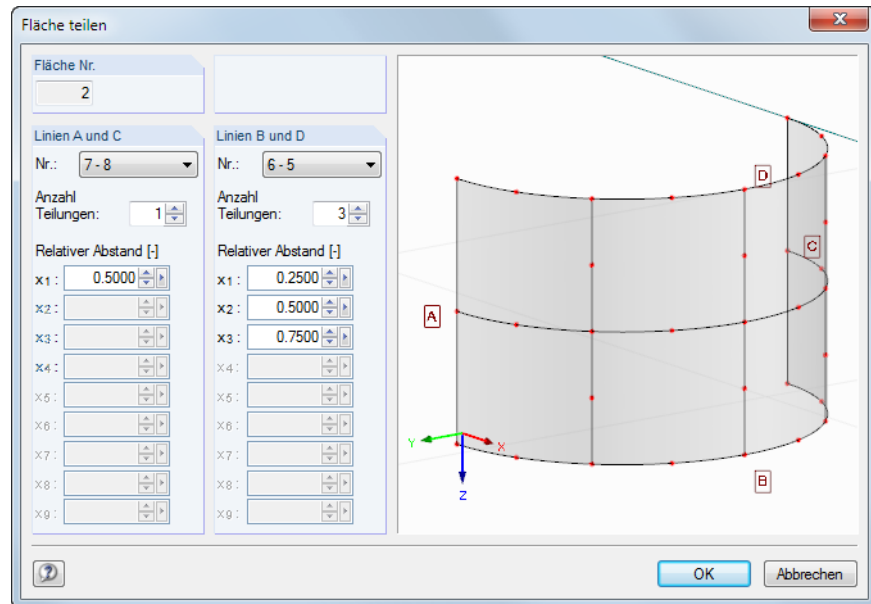 Fläche teilen
Fläche Nr.
2
Linien A und C
Nr.: 7 - 8
Anzahl
Teilungen: 1
Relativer Abstand [-]
x1 : 0.5000
x2 :
x3 :
x4 :
x5 :
x6 :
x7 :
x8 :
x9 :
Linien B und D
Nr.: 6 - 5
Anzahl
Teilungen: 3
Relativer Abstand [-]
x1 : 0.2500
x2 : 0.5000
x3 : 0.7500
x4 :
x5 :
x6 :
x7 :
x8 :
x9 :
D
C
A
B
Y
X
Z
OK
Abbrechen